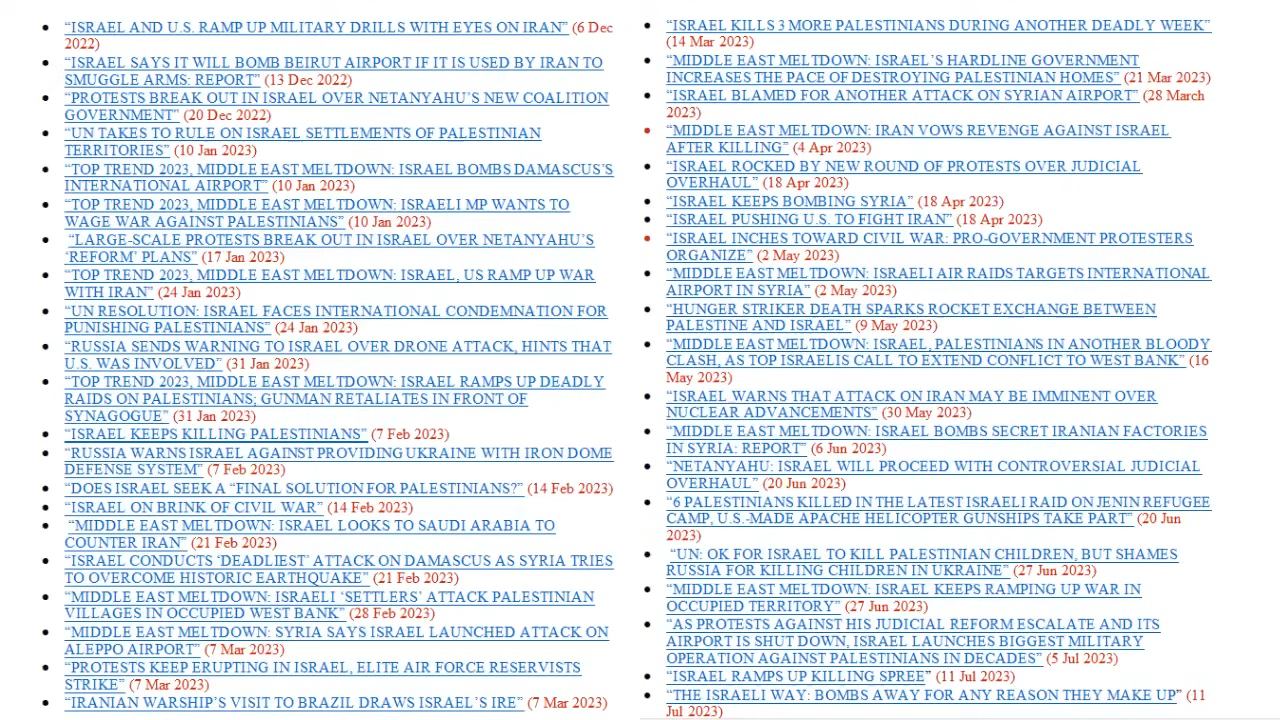 “ISRAEL AND U.S. RAMP UP MILITARY DRILLS WITH EYES ON IRAN” (6 Dec
2022)
“ISRAEL SAYS IT WILL BOMB BEIRUT AIRPORT IF IT IS USED BY IRAN TO
SMUGGLE ARMS: REPORT” (13 Dec 2022)
“PROTESTS BREAK OUT IN ISRAEL OVER NETANYAHU’S NEW COALITION
GOVERNMENT” (20 Dec 2022)
“UN TAKES TO RULE ON ISRAEL SETTLEMENTS OF PALESTINIAN
TERRITORIES” (10 Jan 2023)
“TOP TREND 2023, MIDDLE EAST MELTDOWN: ISRAEL BOMBS DAMASCUS’S
INTERNATIONAL AIRPORT” (10 Jan 2023)
“TOP TREND 2023, MIDDLE EAST MELTDOWN: ISRAELI MP WANTS TO
WAGE WAR AGAINST PALESTINIANS” (10 Jan 2023)
“LARGE-SCALE PROTESTS BREAK OUT IN ISRAEL OVER NETANYAHU’S
‘REFORM’ PLANS” (17 Jan 2023)
“TOP TREND 2023, MIDDLE EAST MELTDOWN: ISRAEL, US RAMP UP WAR
WITH IRAN” (24 Jan 2023)
“UN RESOLUTION: ISRAEL FACES INTERNATIONAL CONDEMNATION FOR
PUNISHING PALESTINIANS” (24 Jan 2023)
“RUSSIA SENDS WARNING TO ISRAEL OVER DRONE ATTACK, HINTS THAT
U.S. WAS INVOLVED” (31 Jan 2023)
“TOP TREND 2023, MIDDLE EAST MELTDOWN: ISRAEL RAMPS UP DEADLY
RAIDS ON PALESTINIANS; GUNMAN RETALIATES IN FRONT OF
SYNAGOGUE” (31 Jan 2023)
“ISRAEL KEEPS KILLING PALESTINIANS” (7 Feb 2023)
“RUSSIA WARNS ISRAEL AGAINST PROVIDING UKRAINE WITH IRON DOME
DEFENSE SYSTEM” (7 Feb 2023)
“DOES ISRAEL SEEK A “FINAL SOLUTION FOR PALESTINIANS?” (14 Feb 2023)
“ISRAEL ON BRINK OF CIVIL WAR” (14 Feb 2023)
“MIDDLE EAST MELTDOWN: ISRAEL LOOKS TO SAUDI ARABIA TO
COUNTER IRAN” (21 Feb 2023)
“ISRAEL CONDUCTS ‘DEADLIEST’ ATTACK ON DAMASCUS AS SYRIA TRIES
TO OVERCOME HISTORIC EARTHQUAKE” (21 Feb 2023)
“MIDDLE EAST MELTDOWN: ISRAELI ‘SETTLERS’ ATTACK PALESTINIAN
VILLAGES IN OCCUPIED WEST BANK” (28 Feb 2023)
“MIDDLE EAST MELTDOWN: SYRIA SAYS ISRAEL LAUNCHED ATTACK ON
ALEPPO AIRPORT” (7 Mar 2023)
“PROTESTS KEEP ERUPTING IN ISRAEL, ELITE AIR FORCE RESERVISTS
STRIKE” (7 Mar 2023)
“IRANIAN WARSHIP’S VISIT TO BRAZIL DRAWS ISRAEL’S IRE” (7 Mar 2023)
“ISRAEL KILLS 3 MORE PALESTINIANS DURING ANOTHER DEADLY WEEK”
(14 Mar 2023)
“MIDDLE EAST MELTDOWN: ISRAEL’S HARDLINE GOVERNMENT
INCREASES THE PACE OF DESTROYING PALESTINIAN HOMES” (21 Mar 2023)
“ISRAEL BLAMED FOR ANOTHER ATTACK ON SYRIAN AIRPORT” (28 March
2023)
“MIDDLE EAST MELTDOWN: IRAN VOWS REVENGE AGAINST ISRAEL
AFTER KILLING” (4 Apr 2023)
“ISRAEL ROCKED BY NEW ROUND OF PROTESTS OVER JUDICIAL
OVERHAUL” (18 Apr 2023)
“ISRAEL KEEPS BOMBING SYRIA” (18 Apr 2023)
“ISRAEL PUSHING U.S. TO FIGHT IRAN” (18 Apr 2023)
“ISRAEL INCHES TOWARD CIVIL WAR: PRO-GOVERNMENT PROTESTERS
ORGANIZE” (2 May 2023)
“MIDDLE EAST MELTDOWN: ISRAELI AIR RAIDS TARGETS INTERNATIONAL
AIRPORT IN SYRIA” (2 May 2023)
“HUNGER STRIKER DEATH SPARKS ROCKET EXCHANGE BETWEEN
PALESTINE AND ISRAEL” (9 May 2023)
“MIDDLE EAST MELTDOWN: ISRAEL, PALESTINIANS IN ANOTHER BLOODY
CLASH, AS TOP ISRAELIS CALL TO EXTEND CONFLICT TO WEST BANK” (16
May 2023)
“ISRAEL WARNS THAT ATTACK ON IRAN MAY BE IMMINENT OVER
NUCLEAR ADVANCEMENTS” (30 May 2023)
“MIDDLE EAST MELTDOWN: ISRAEL BOMBS SECRET IRANIAN FACTORIES
IN SYRIA: REPORT” (6 Jun 2023)
“NETANYAHU: ISRAEL WILL PROCEED WITH CONTROVERSIAL JUDICIAL
OVERHAUL” (20 Jun 2023)
“6 PALESTINIANS KILLED IN THE LATEST ISRAELI RAID ON JENIN REFUGEE
CAMP, U.S.-MADE APACHE HELICOPTER GUNSHIPS TAKE PART” (20 Jun
2023)
“UN: OK FOR ISRAEL TO KILL PALESTINIAN CHILDREN, BUT SHAMES
RUSSIA FOR KILLING CHILDREN IN UKRAINE” (27 Jun 2023)
“MIDDLE EAST MELTDOWN: ISRAEL KEEPS RAMPING UP WAR IN
OCCUPIED TERRITORY” (27 Jun 2023)
“AS PROTESTS AGAINST HIS JUDICIAL REFORM ESCALATE AND ITS
AIRPORT IS SHUT DOWN, ISRAEL LAUNCHES BIGGEST MILITARY
OPERATION AGAINST PALESTINIANS IN DECADES” (5 Jul 2023)
“ISRAEL RAMPS UP KILLING SPREE” (11 Jul 2023)
“THE ISRAELI WAY: BOMBS AWAY FOR ANY REASON THEY MAKE UP” (11
Jul 2023)